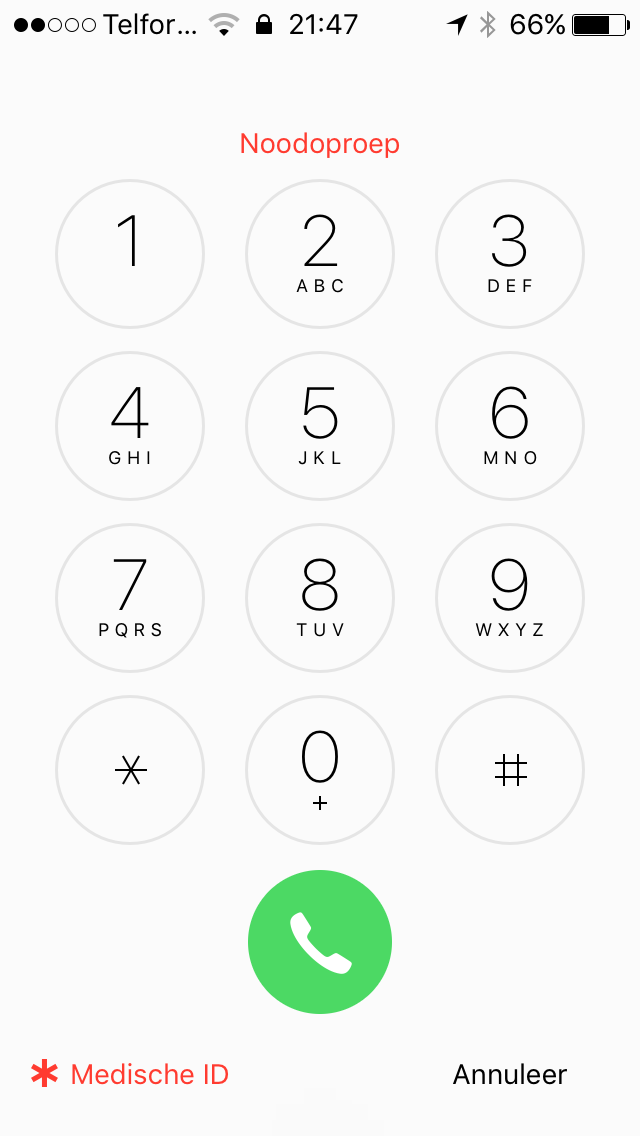 Telfor... 21:47 66%
Noodoproep
1 2 3
ABC DEF
4 5 6
GHI JKL MNO
7 8 9
PQRS TUV WXYZ
* 0 #
+
* Medische ID Annuleer